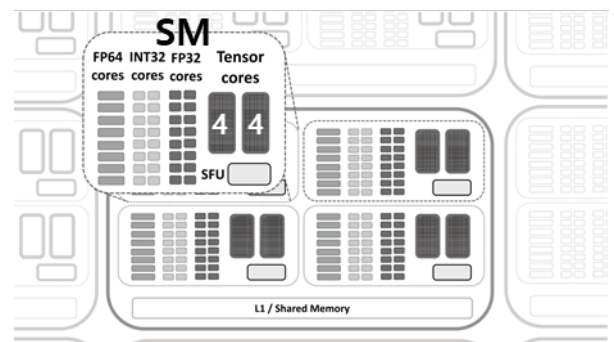 SM
FP64 INT32 FP32 Tensor
cores cores cores cores
4 4
SFU
L1 / Shared Memory